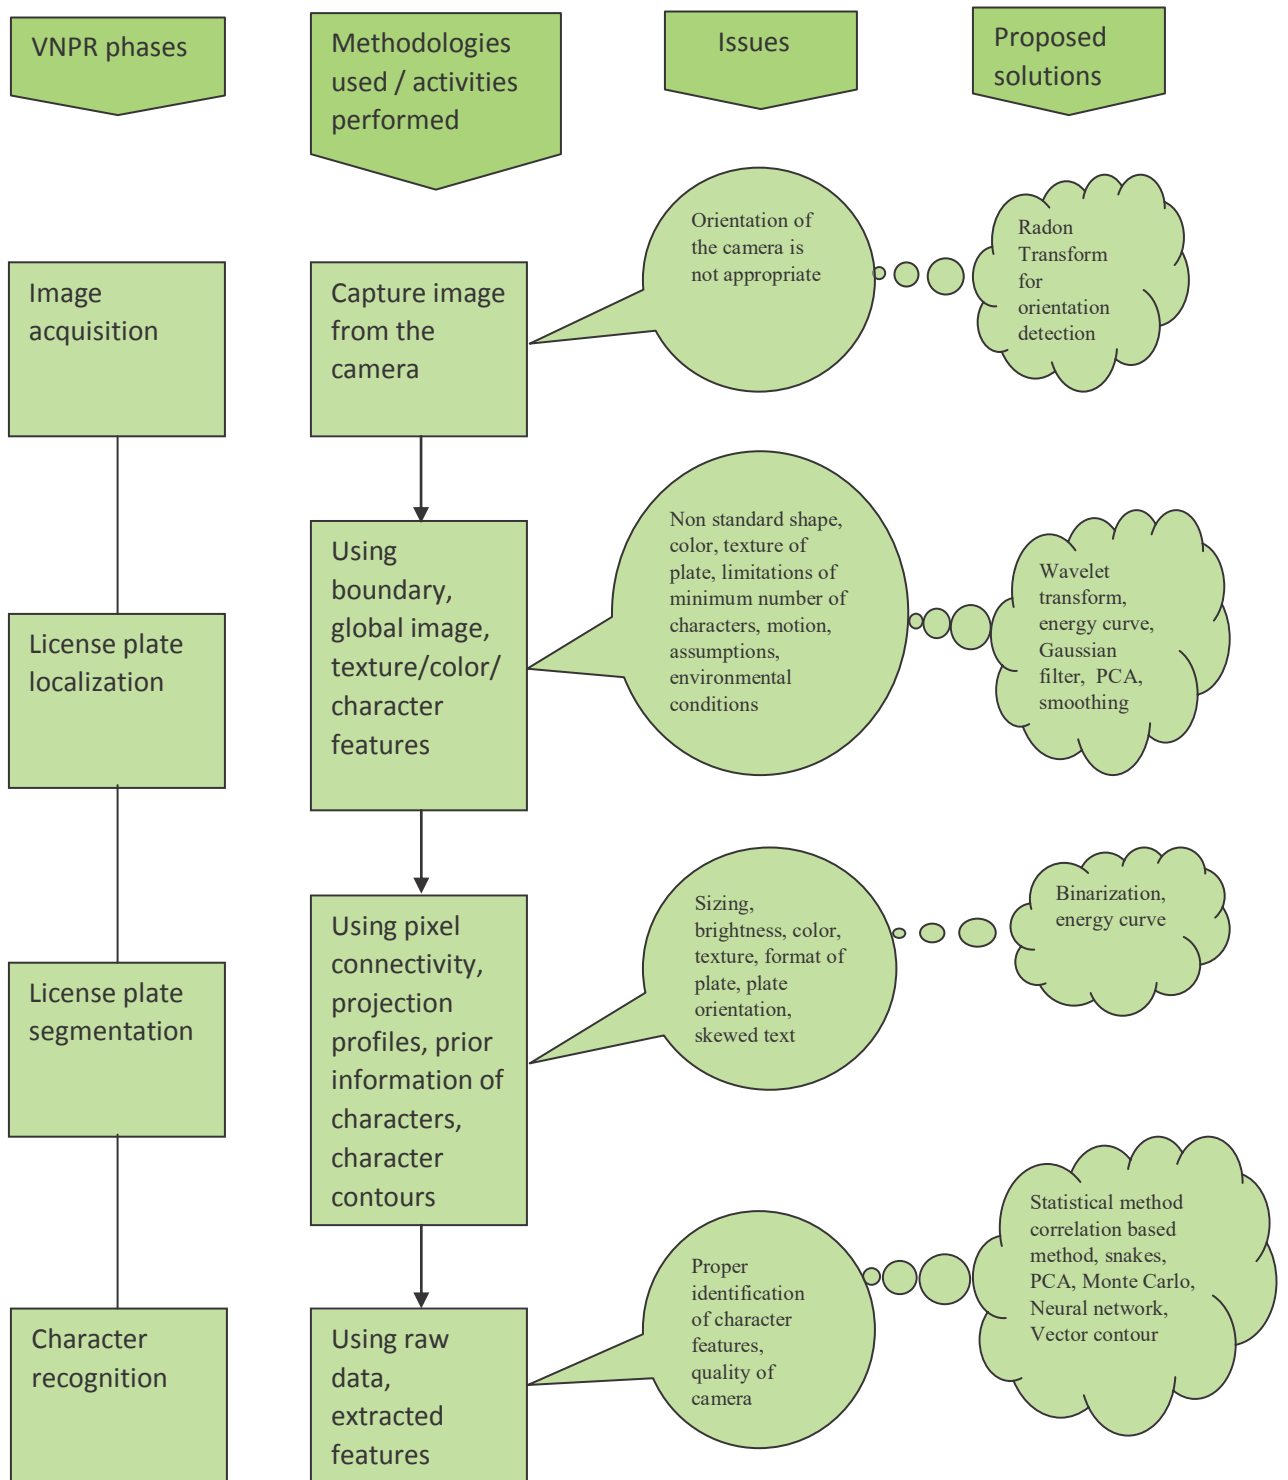 VNPR phases
Methodologies
used / activities
performed
Issues
Proposed
solutions
Image
acquisition
Capture image
from the
camera
Orientation of
the camera is
not appropriate
Radon
Transform
for
orientation
detection
License plate
localization
Using
boundary,
global image,
texture/color/
character
features
Non standard shape,
color, texture of
plate, limitations of
minimum number of
characters, motion,
assumptions,
environmental
conditions
Wavelet
transform,
energy curve,
Gaussian
filter, PCA,
smoothing
License plate
segmentation
Using pixel
connectivity,
projection
profiles, prior
information of
characters,
character
contours
Sizing,
brightness, color,
texture, format of
plate, plate
orientation,
skewed text
Binarization,
energy curve
Character
recognition
Using raw
data,
extracted
features
Proper
identification
of character
features,
quality of
camera
Statistical method
correlation based
method, snakes,
PCA, Monte Carlo,
Neural network,
Vector contour